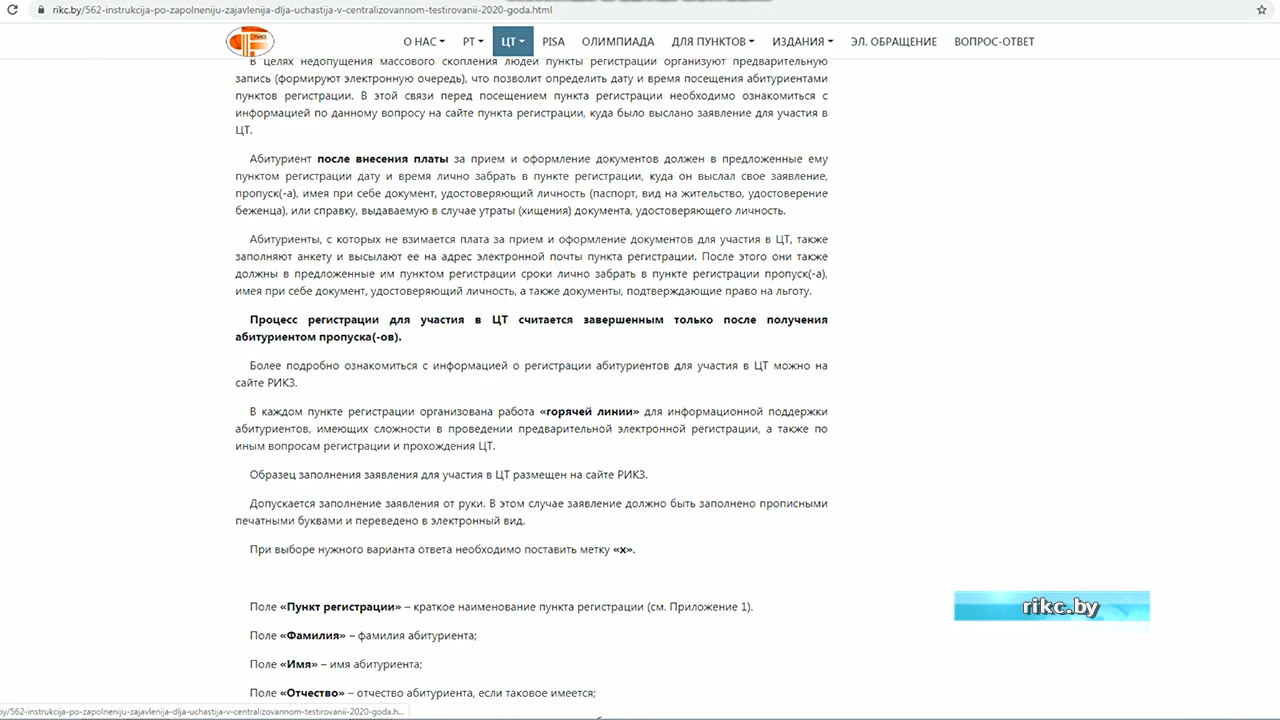 rikc.by/562-instrukcija-po-zapolneniju-zajavlenija-dlja-uchastija-v-centralizovannom-testirovanii-2020-goda.html
О НАС РТ ЦТ PISA ОЛИМПИАДА ДЛЯ ПУНКТОВ ИЗДАНИЯ ЭЛ. ОБРАЩЕНИЕ ВОПРОС-ОТВЕТ
В целях недопущения массового скопления людей пункты регистрации организуют предварительную
запись (формируют электронную очередь), что позволит определить дату и время посещения абитуриентами
пунктов регистрации. В этой связи перед посещением пункта регистрации необходимо ознакомиться с
информацией по данному вопросу на сайте пункта регистрации, куда было выслано заявление для участия в
ЦТ.
Абитуриент после внесения платы за прием и оформление документов должен в предложенные ему
пунктом регистрации дату и время лично забрать в пункте регистрации, куда он выслал свое заявление,
пропуск(-а), имея при себе документ, удостоверяющий личность (паспорт, вид на жительство, удостоверение
беженца), или справку, выдаваемую в случае утраты (хищения) документа, удостоверяющего личность.
Абитуриенты, с которых не взимается плата за прием и оформление документов для участия в ЦТ, также
заполняют анкету и высылают ее на адрес электронной почты пункта регистрации. После этого они также
должны в предложенные им пунктом регистрации сроки лично забрать в пункте регистрации пропуск(-а),
имея при себе документ, удостоверяющий личность, а также документы, подтверждающие право на льготу.
Процесс регистрации для участия в ЦТ считается завершенным только после получения
абитуриентом пропуска(-ов).
Более подробно ознакомиться с информацией о регистрации абитуриентов для участия в ЦТ можно на
сайте РИКЗ.
В каждом пункте регистрации организована работа «горячей линии» для информационной поддержки
абитуриентов, имеющих сложности в проведении предварительной электронной регистрации, а также по
иным вопросам регистрации и прохождения ЦТ.
Образец заполнения заявления для участия в ЦТ размещен на сайте РИКЗ.
Допускается заполнение заявления от руки. В этом случае заявление должно быть заполнено прописными
печатными буквами и переведено в электронный вид.
При выборе нужного варианта ответа необходимо поставить метку «х».
Поле «Пункт регистрации» – краткое наименование пункта регистрации (см. Приложение 1).
rikc.by
Поле «Фамилия» – фамилия абитуриента;
Поле «Имя» – имя абитуриента;
Поле «Отчество» – отчество абитуриента, если таковое имеется;
by/562-instrukcija-po-zapolneniju-zajavlenija-dlja-uchastija-v-centralizovannom-testirovanii-2020-goda.h...